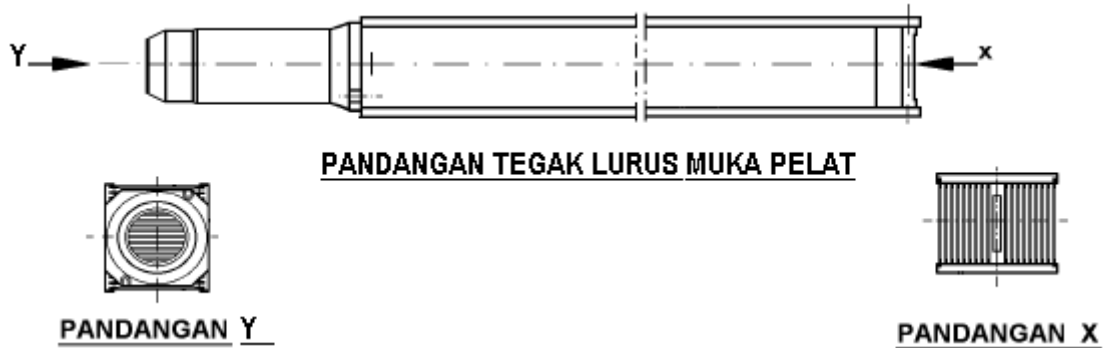 Y
x
PANDANGAN TEGAK LURUS MUKA PELAT
PANDANGAN Y
PANDANGAN X